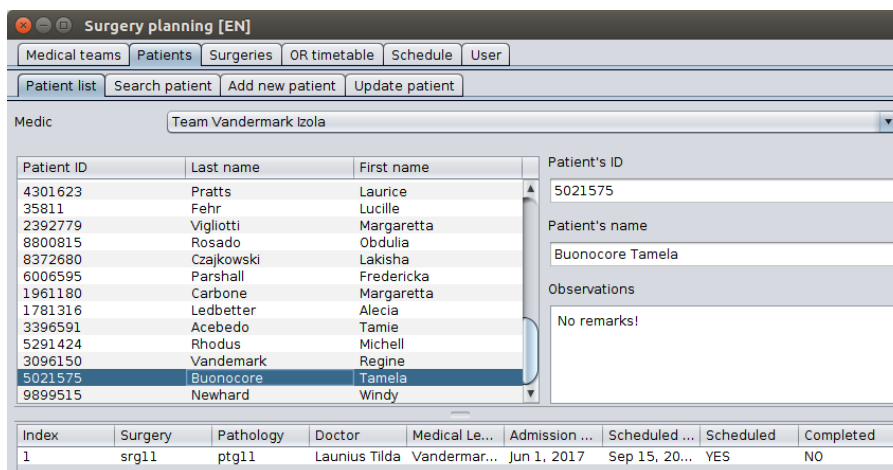 Surgery planning [EN]
Medical teams Patients Surgeries OR timetable Schedule User
Patient list Search patient Add new patient Update patient
Medic Team Vandermark Izola
Patient ID Last name First name
4301623 Pratts Laurice
35811 Fehr Lucille
2392779 Vigliotti Margaretta
8800815 Rosado Obdulia
8372680 Czajkowski Lakisha
6006595 Parshall Fredericka
1961180 Carbone Margaretta
1781316 Ledbetter Alecia
3396591 Acebedo Tamie
5291424 Rhodus Michell
3096150 Vandemark Regine
5021575 Buonocore Tamela
9899515 Newhard Windy
Patient's ID
5021575
Patient's name
Buonocore Tamela
Observations
No remarks!
Index Surgery Pathology Doctor Medical Le... Admission ... Scheduled ... Scheduled Completed
1 srg11 ptg11 Launius Tilda Vandermar... Jun 1, 2017 Sep 15, 20... YES NO